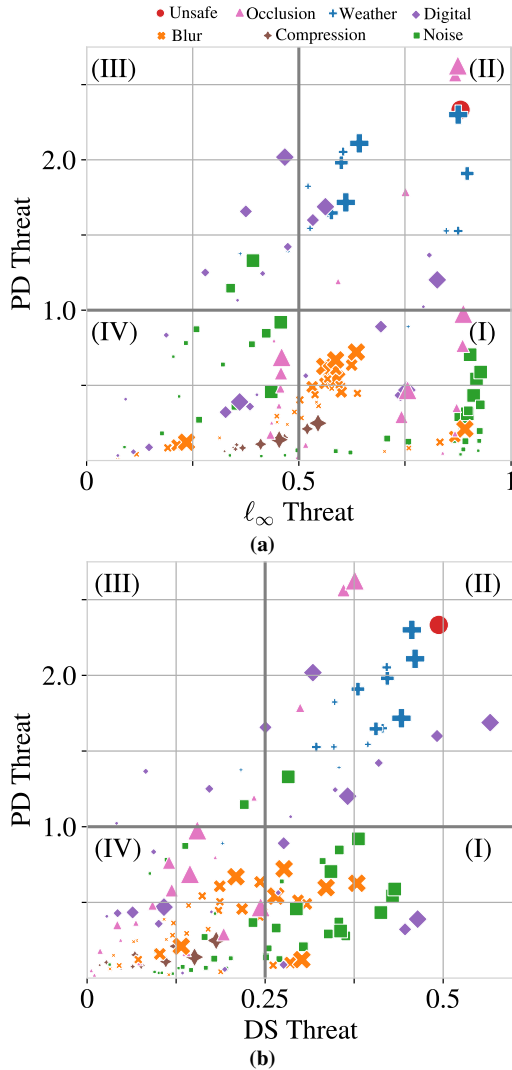 Unsafe Occlusion Weather Digital
Blur Compression Noise
(III) (II)
2.0
PD Threat
1.0
(IV) (I)
0 0.5 1
ℓ∞ Threat
(a)
(III) (II)
2.0
PD Threat
1.0
(IV) (I)
0 0.25 0.5
DS Threat
(b)